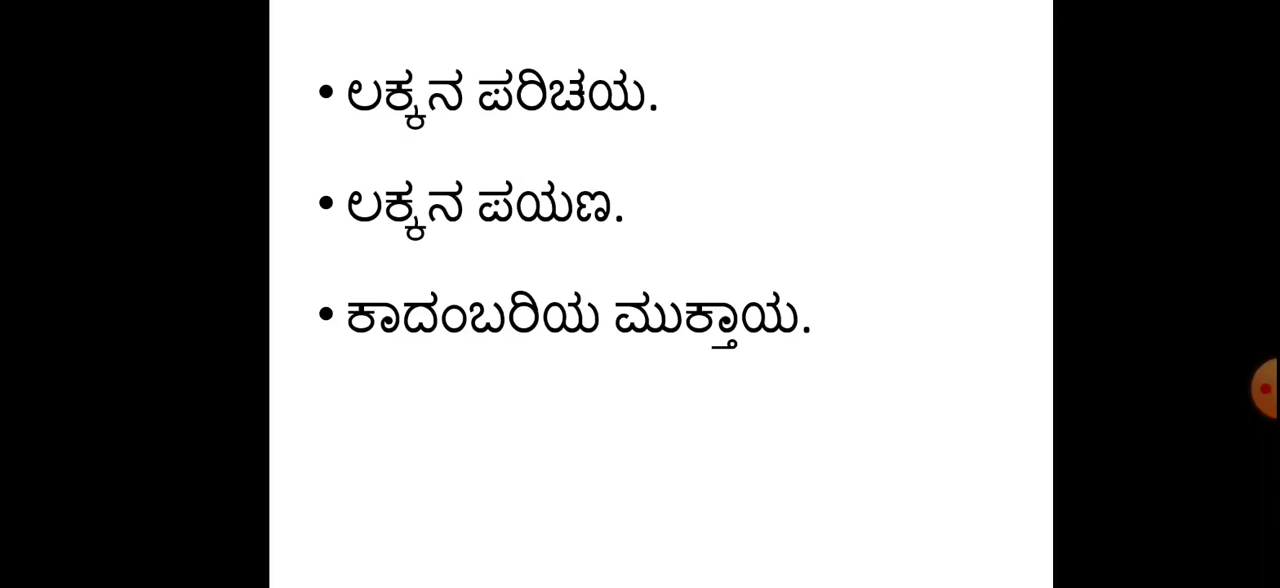 • ಲಕ್ಕನ ಪರಿಚಯ.
• ಲಕ್ಕನ ಪಯಣ.
• ಕಾದಂಬರಿಯ ಮುಕ್ತಾಯ.